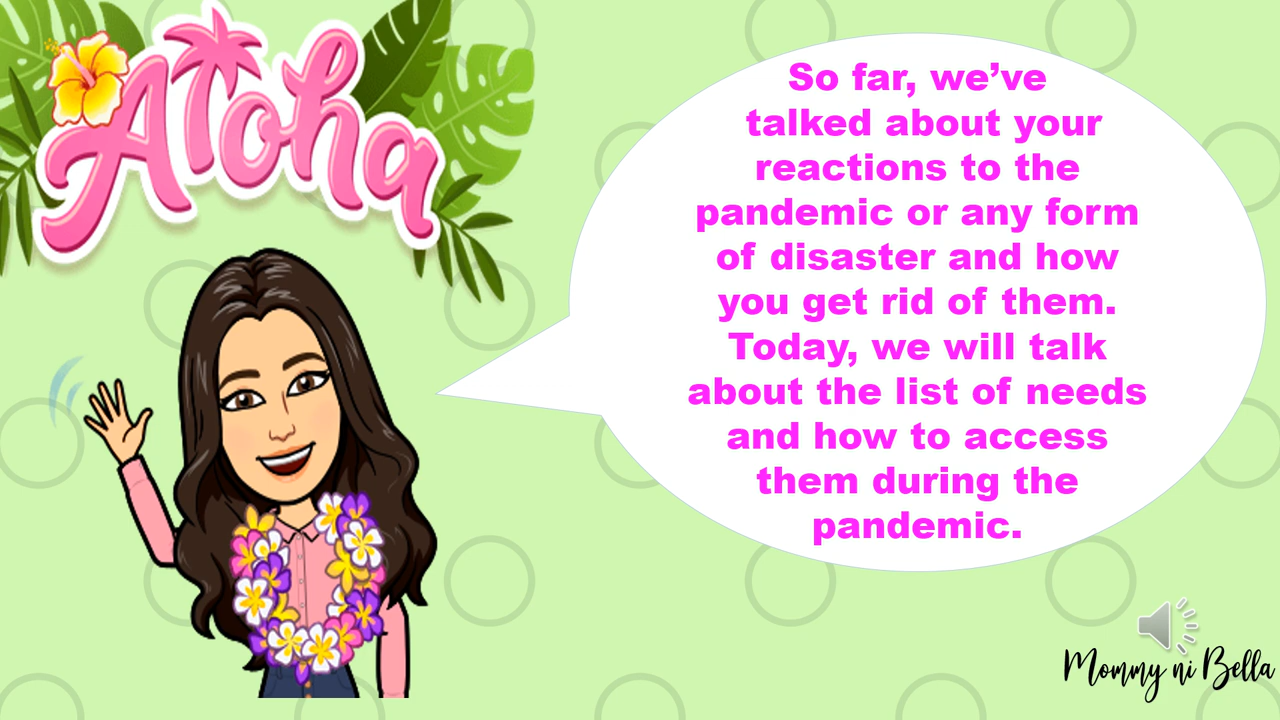 Aloha
So far, we’ve
talked about your
reactions to the
pandemic or any form
of disaster and how
you get rid of them.
Today, we will talk
about the list of needs
and how to access
them during the
pandemic.
Mommy ni Bella